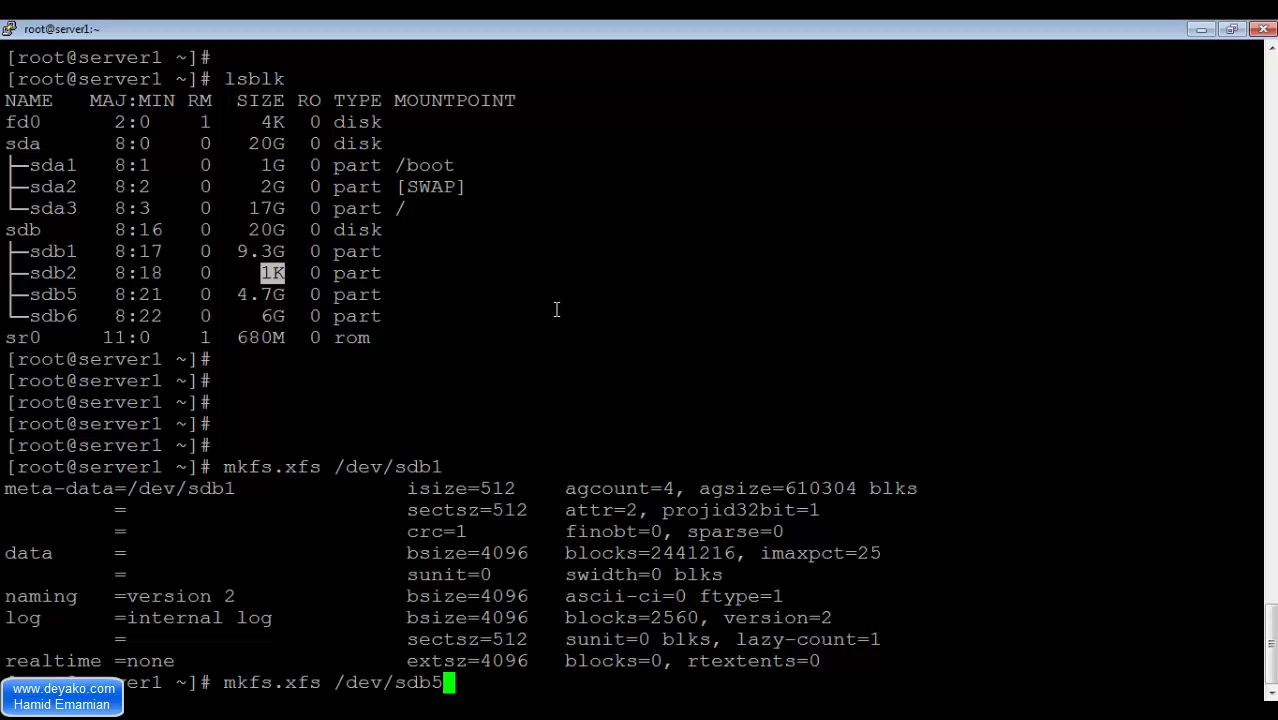 root@server1:~
[root@server1 ~]#
[root@server1 ~]# lsblk
NAME   MAJ:MIN RM  SIZE RO TYPE MOUNTPOINT
fd0      2:0    1    4K  0 disk
sda      8:0    0   20G  0 disk
├─sda1   8:1    0    1G  0 part /boot
├─sda2   8:2    0    2G  0 part [SWAP]
└─sda3   8:3    0   17G  0 part /
sdb      8:16   0   20G  0 disk
├─sdb1   8:17   0  9.3G  0 part
├─sdb2   8:18   0    1K  0 part
├─sdb5   8:21   0  4.7G  0 part
└─sdb6   8:22   0    6G  0 part
sr0     11:0    1  680M  0 rom
[root@server1 ~]#
[root@server1 ~]#
[root@server1 ~]#
[root@server1 ~]#
[root@server1 ~]#
[root@server1 ~]# mkfs.xfs /dev/sdb1
meta-data=/dev/sdb1              isize=512    agcount=4, agsize=610304 blks
         =                       sectsz=512   attr=2, projid32bit=1
         =                       crc=1        finobt=0, sparse=0
data     =                       bsize=4096   blocks=2441216, imaxpct=25
         =                       sunit=0      swidth=0 blks
naming   =version 2              bsize=4096   ascii-ci=0 ftype=1
log      =internal log           bsize=4096   blocks=2560, version=2
         =                       sectsz=512   sunit=0 blks, lazy-count=1
realtime =none                   extsz=4096   blocks=0, rtextents=0
server1 ~]# mkfs.xfs /dev/sdb5
www.deyako.com
Hamid Emamian